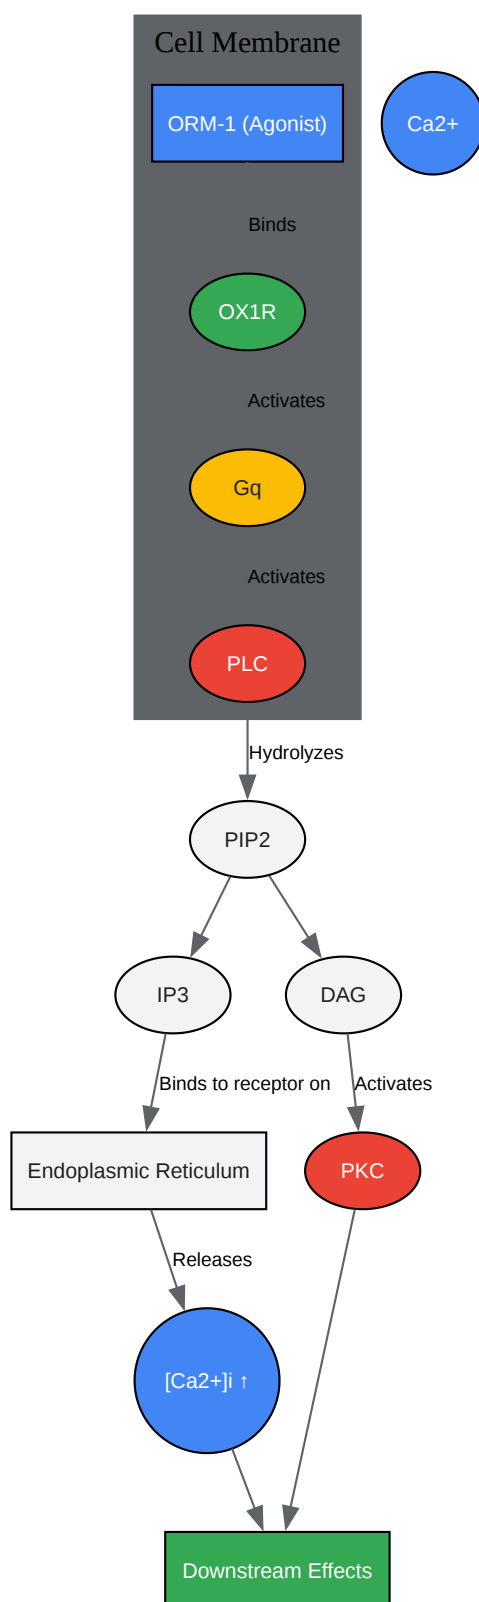 Cell Membrane
ORM-1 (Agonist)
Ca2+
Binds
OX1R
Activates
Gq
Activates
PLC
Hydrolyzes
PIP2
IP3
DAG
Binds to receptor on
Activates
Endoplasmic Reticulum
PKC
Releases
[Ca2+]i ↑
Downstream Effects